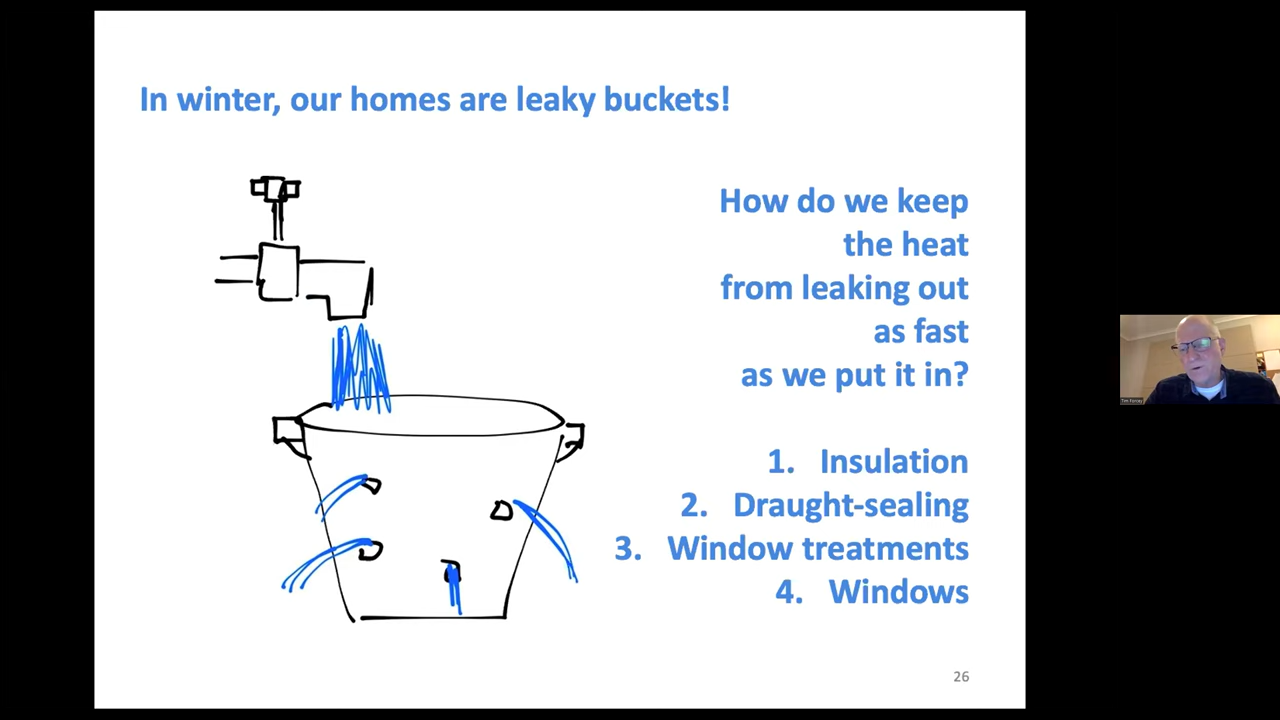 In winter, our homes are leaky buckets!
How do we keep
the heat
from leaking out
as fast
as we put it in?
1. Insulation
2. Draught-sealing
3. Window treatments
4. Windows
26